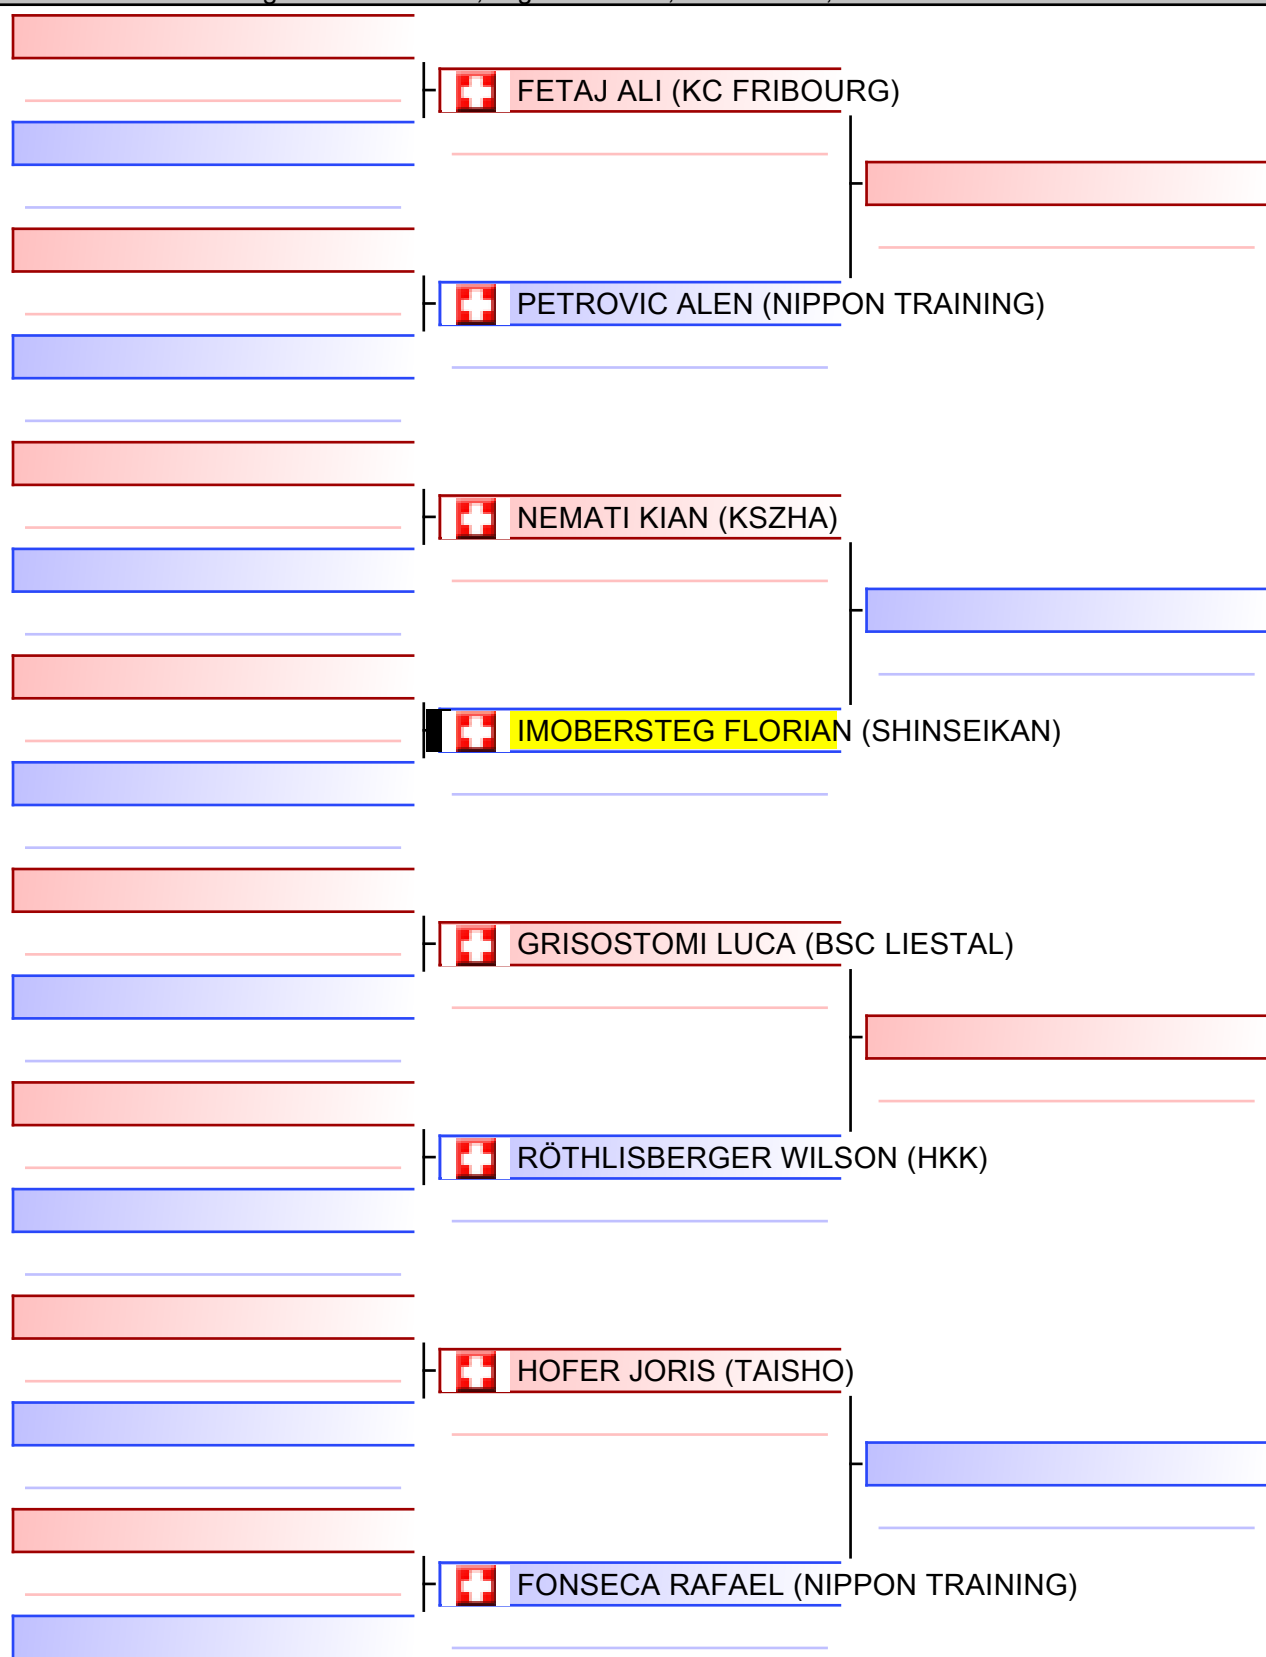 FETAJ ALI (KC FRIBOURG)
PETROVIC ALEN (NIPPON TRAINING)
NEMATI KIAN (KSZHA)
IMOBERSTEG FLORIAN (SHINSEIKAN)
GRISOSTOMI LUCA (BSC LIESTAL)
RÖTHLISBERGER WILSON (HKK)
HOFER JORIS (TAISHO)
FONSECA RAFAEL (NIPPON TRAINING)